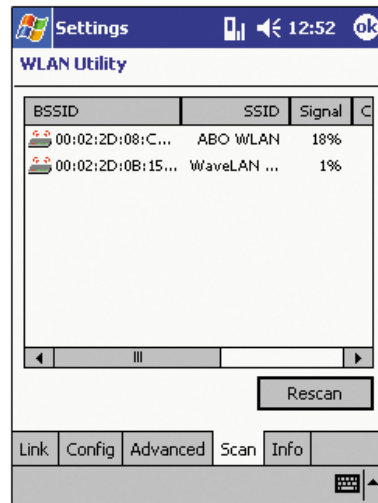 Settings 12:52 ok
WLAN Utility
BSSID SSID Signal C
00:02:2D:08:C... ABO WLAN 18%
00:02:2D:0B:15... WaveLAN ... 1%
Rescan
Link Config Advanced Scan Info